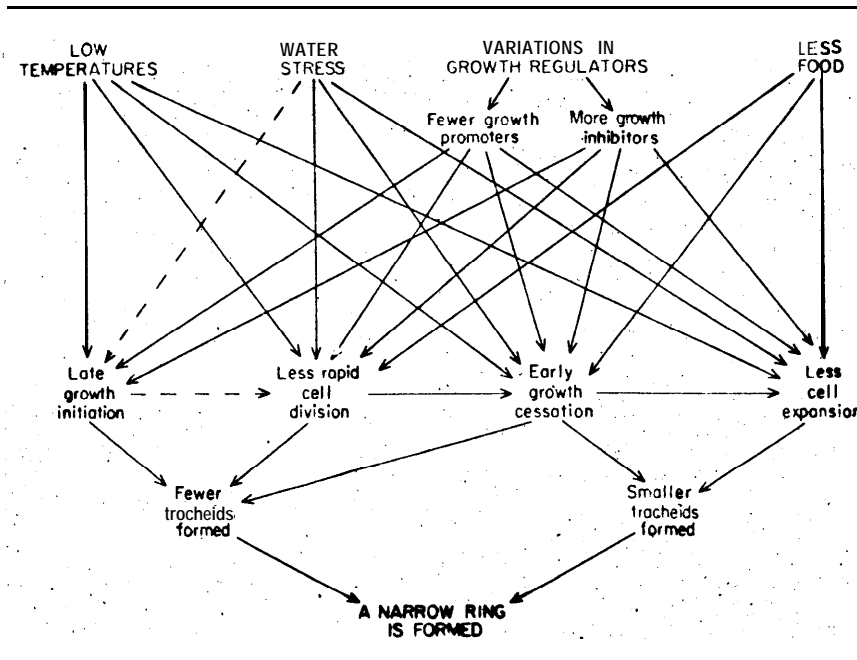 LOW
TEMPERATURES
WATER
STRESS
VARIATIONS IN
GROWTH REGULATORS
LESS
FOOD
Fewer growth
promoters
More growth
inhibitors
Late
growth
initiation
Less rapid
cell
division
Early
growth
cessation
Less
cell
expansion
Fewer
trocheids
formed
Smaller
tracheids
formed
A NARROW RING
IS FORMED